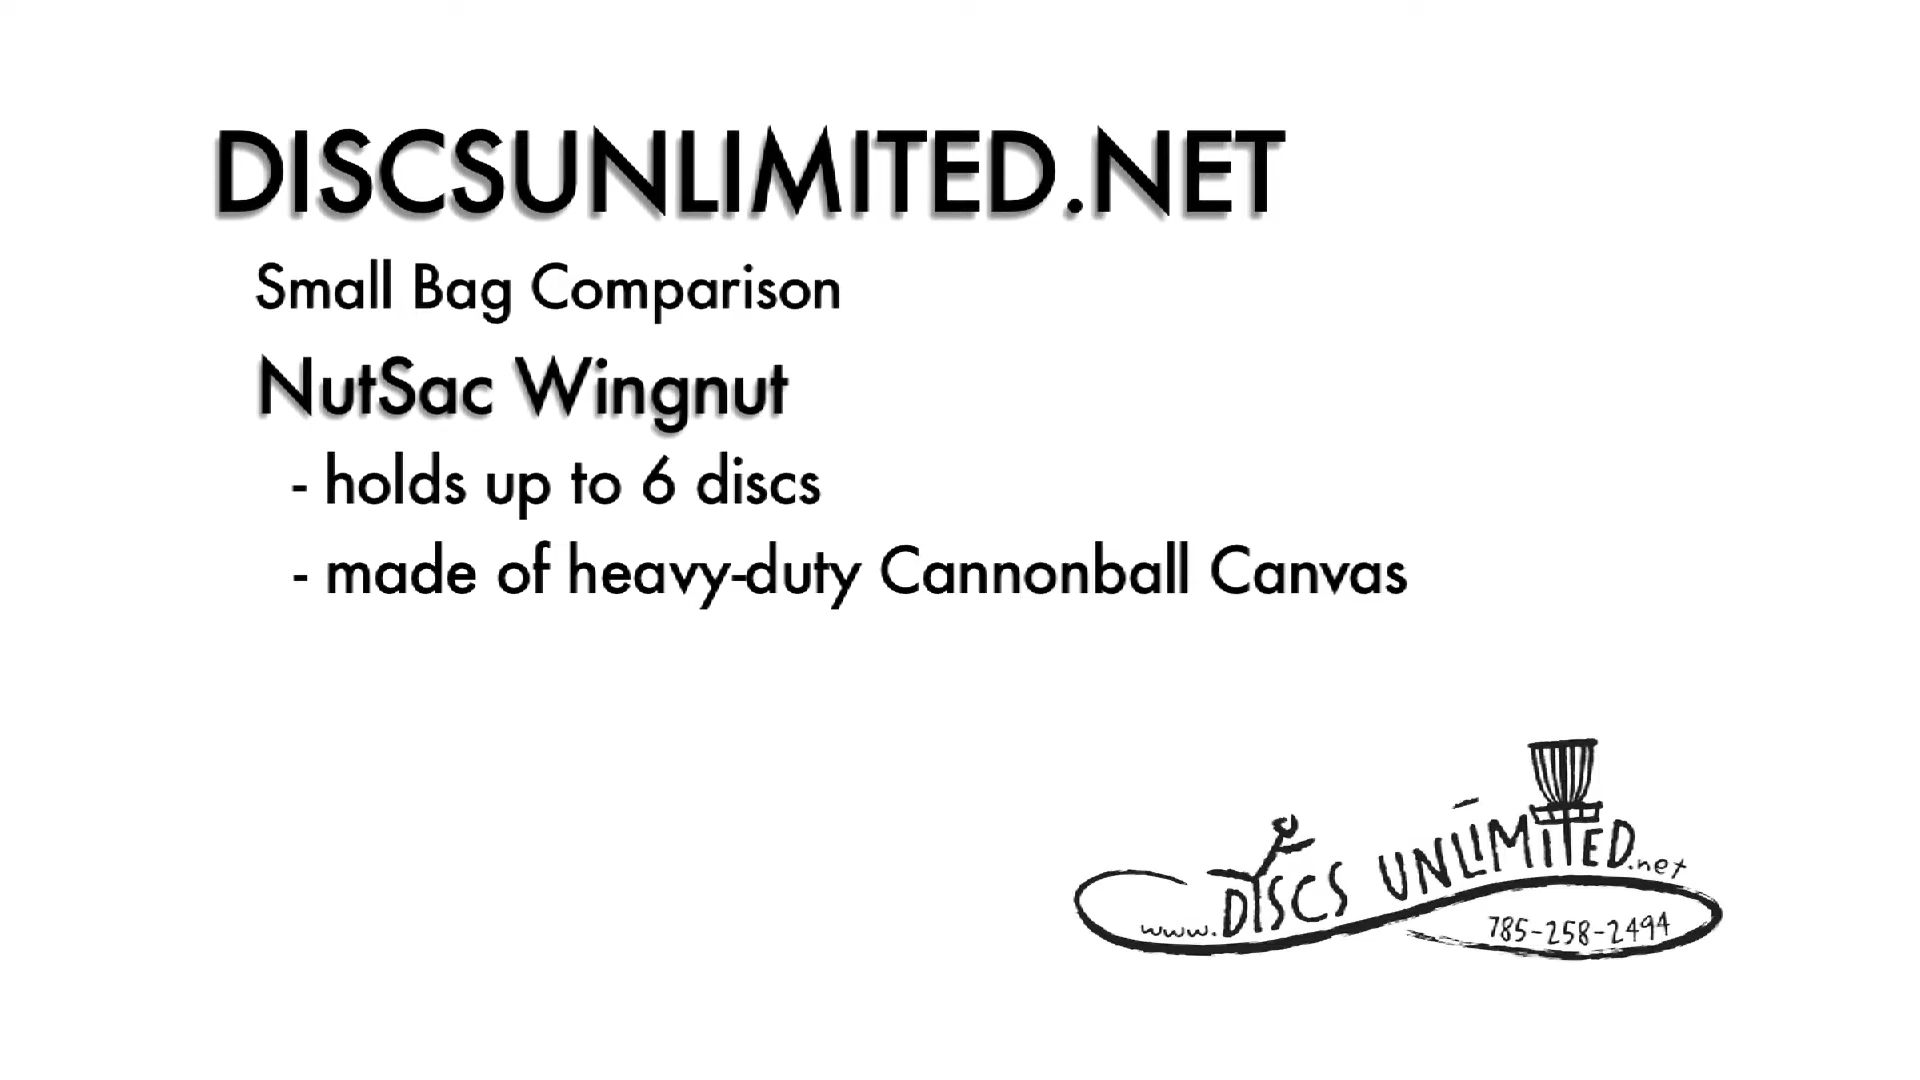 DISCSUNLIMITED.NET
Small Bag Comparison
NutSac Wingnut
- holds up to 6 discs
- made of heavy-duty Cannonball Canvas
www.DISCS UNLIMITED.net
785-258-2494